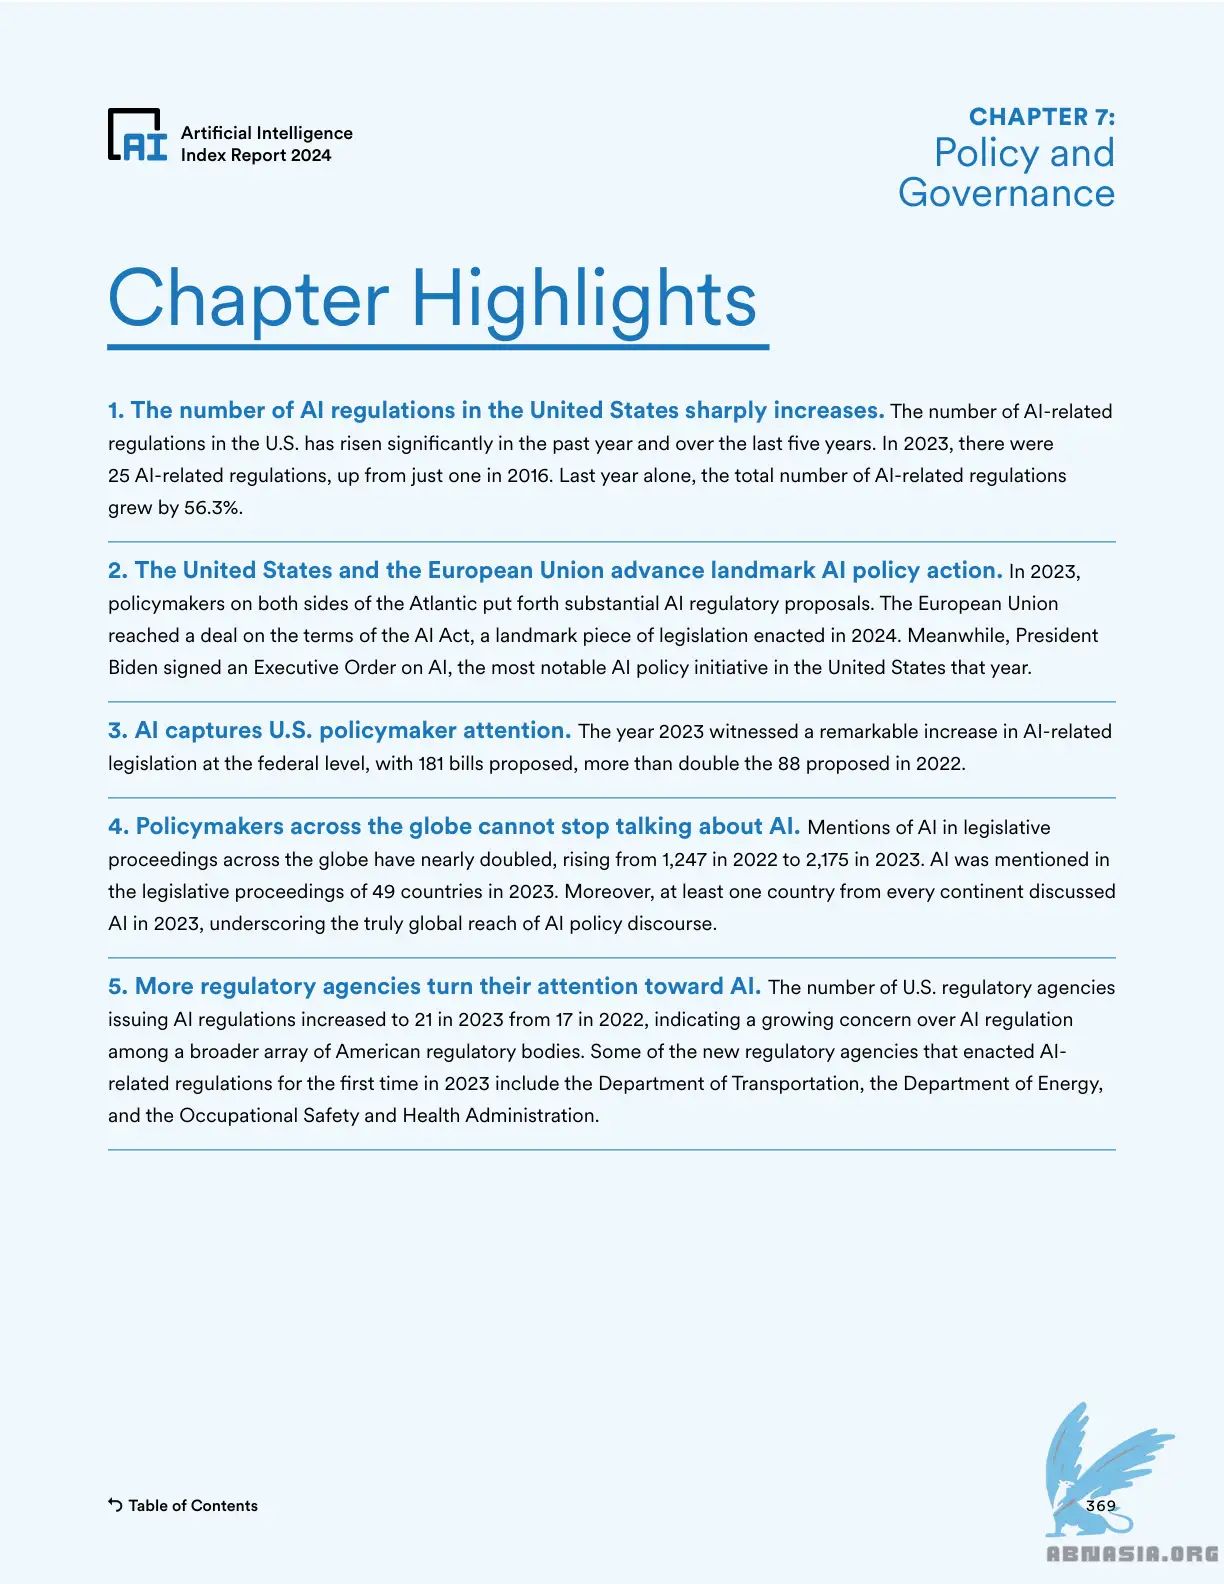 AI
Artificial Intelligence
Index Report 2024
CHAPTER 7:
Policy and
Governance
Chapter Highlights
1. The number of AI regulations in the United States sharply increases. The number of AI-related
regulations in the U.S. has risen significantly in the past year and over the last five years. In 2023, there were
25 AI-related regulations, up from just one in 2016. Last year alone, the total number of AI-related regulations
grew by 56.3%.
2. The United States and the European Union advance landmark AI policy action. In 2023,
policymakers on both sides of the Atlantic put forth substantial AI regulatory proposals. The European Union
reached a deal on the terms of the AI Act, a landmark piece of legislation enacted in 2024. Meanwhile, President
Biden signed an Executive Order on AI, the most notable AI policy initiative in the United States that year.
3. AI captures U.S. policymaker attention. The year 2023 witnessed a remarkable increase in AI-related
legislation at the federal level, with 181 bills proposed, more than double the 88 proposed in 2022.
4. Policymakers across the globe cannot stop talking about AI. Mentions of AI in legislative
proceedings across the globe have nearly doubled, rising from 1,247 in 2022 to 2,175 in 2023. AI was mentioned in
the legislative proceedings of 49 countries in 2023. Moreover, at least one country from every continent discussed
AI in 2023, underscoring the truly global reach of AI policy discourse.
5. More regulatory agencies turn their attention toward AI. The number of U.S. regulatory agencies
issuing AI regulations increased to 21 in 2023 from 17 in 2022, indicating a growing concern over AI regulation
among a broader array of American regulatory bodies. Some of the new regulatory agencies that enacted AI-
related regulations for the first time in 2023 include the Department of Transportation, the Department of Energy,
and the Occupational Safety and Health Administration.
Table of Contents
369
ABNASIA.ORG